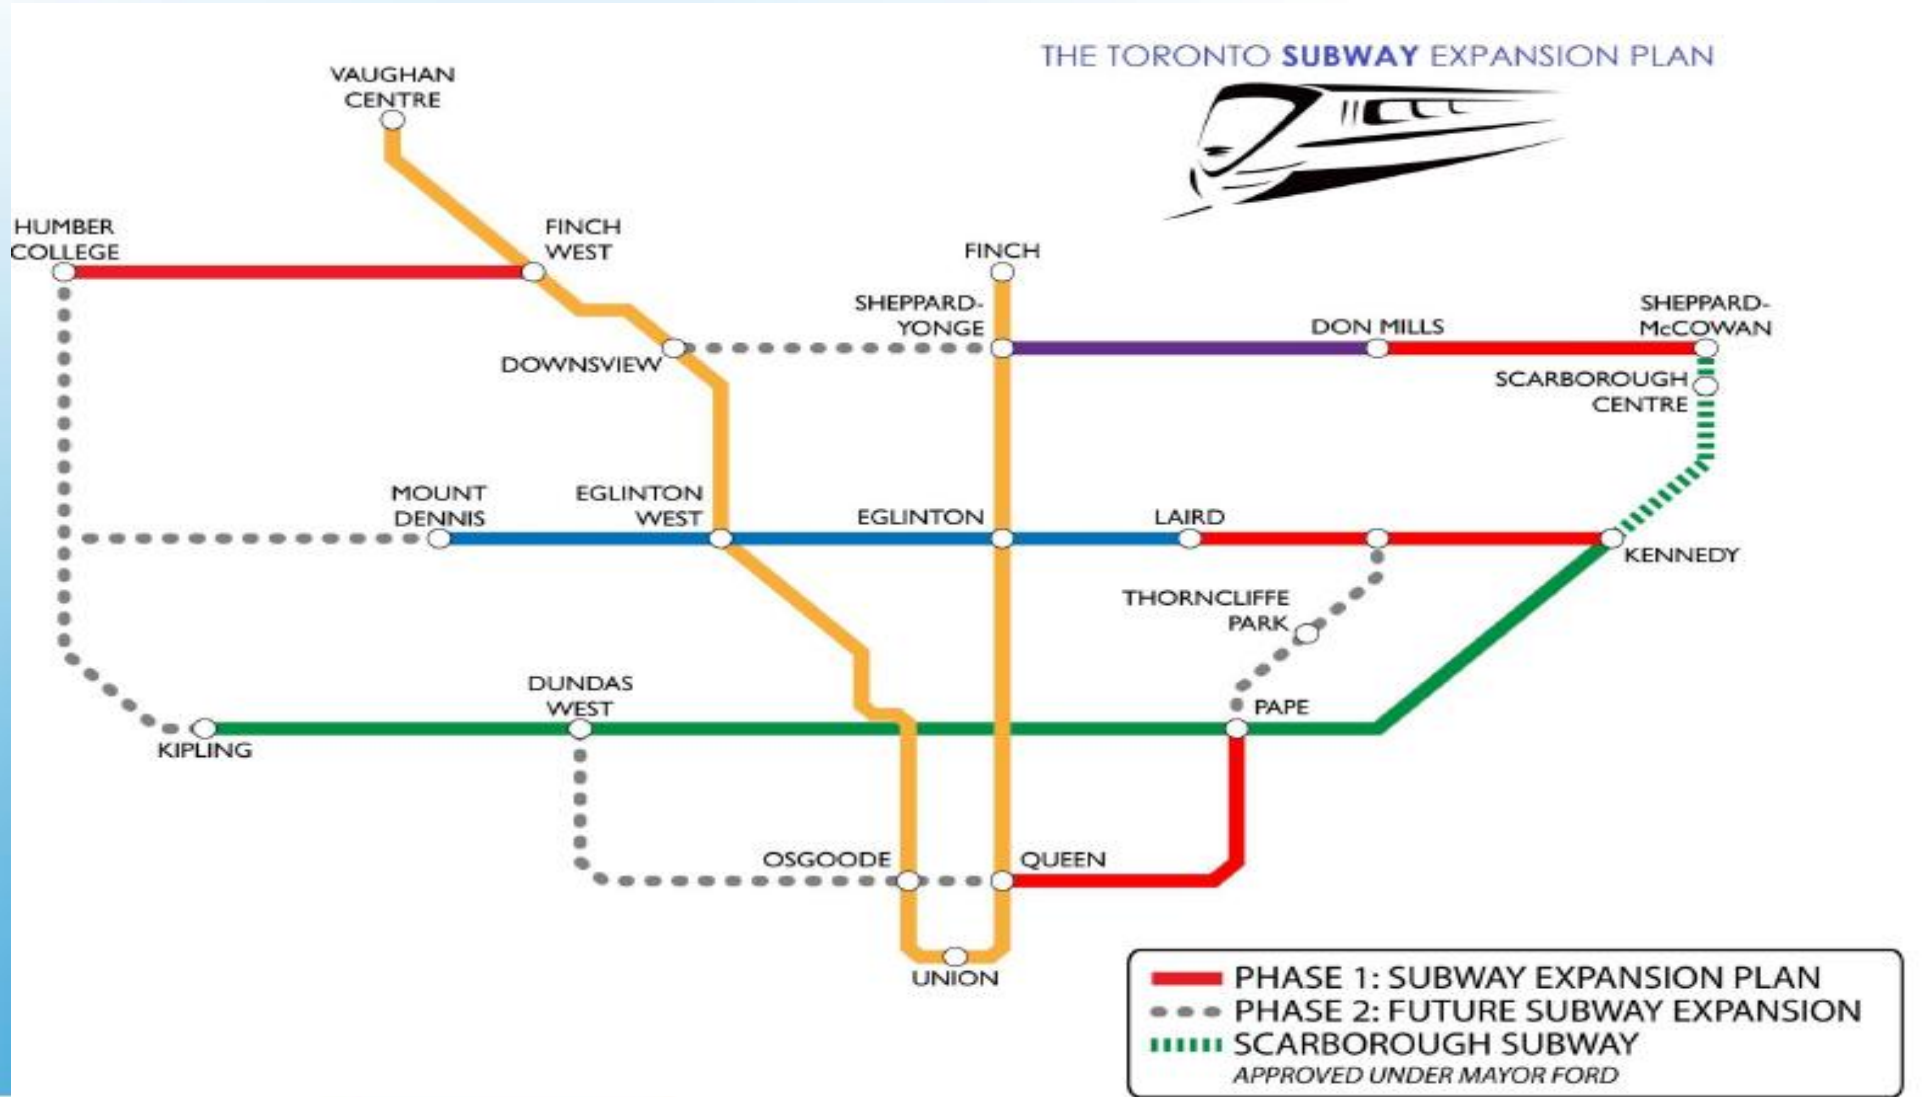 THE TORONTO SUBWAY EXPANSION PLAN
VAUGHAN
CENTRE
HUMBER
COLLEGE
FINCH
WEST
FINCH
SHEPPARD-
YONGE
DON MILLS
SHEPPARD-
McCOWAN
DOWNSVIEW
SCARBOROUGH
CENTRE
MOUNT
DENNIS
EGLINTON
WEST
EGLINTON
LAIRD
KENNEDY
THORNCLIFFE
PARK
DUNDAS
WEST
PAPE
KIPLING
OSGOODE
QUEEN
UNION
PHASE 1: SUBWAY EXPANSION PLAN
PHASE 2: FUTURE SUBWAY EXPANSION
SCARBOROUGH SUBWAY
APPROVED UNDER MAYOR FORD